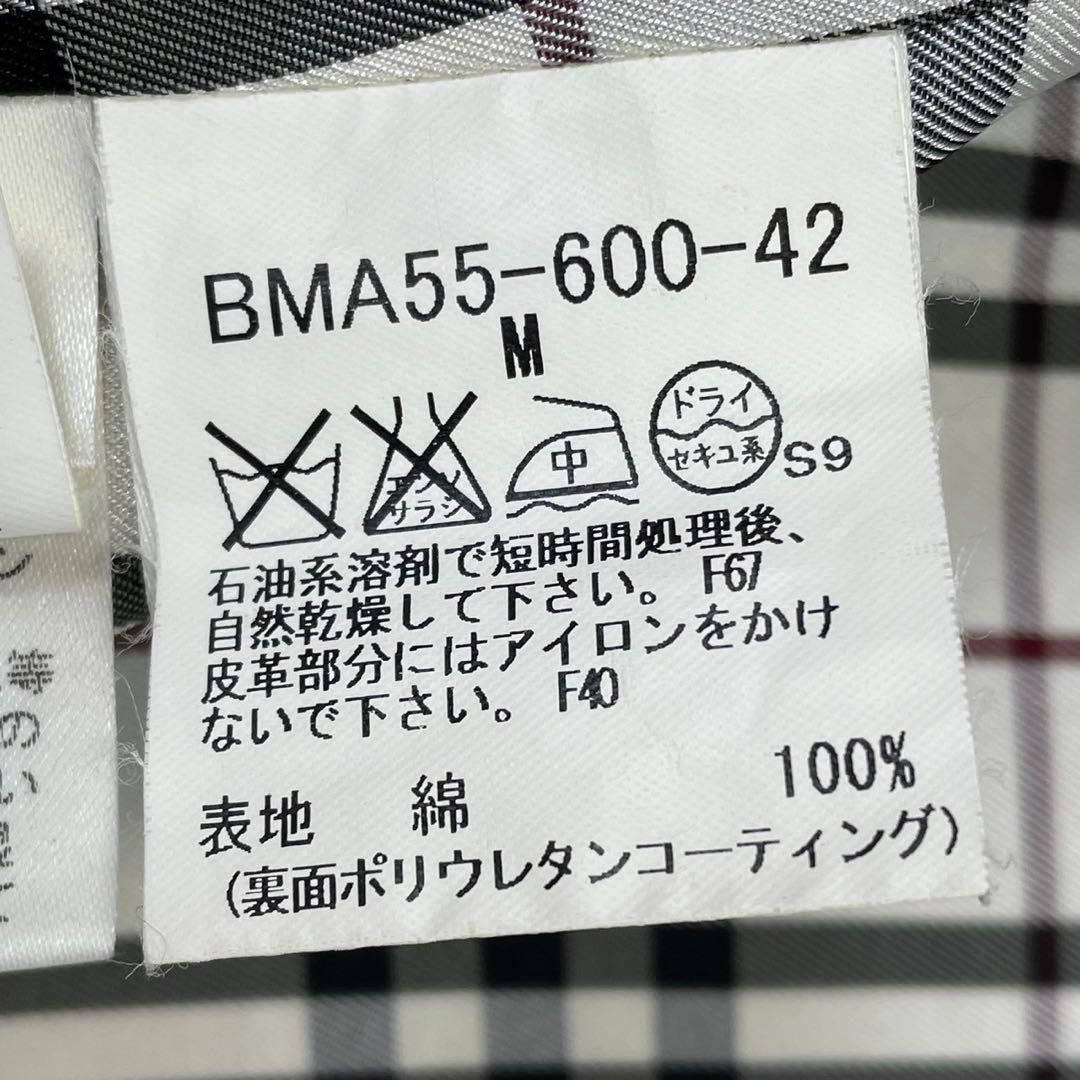 BMA55-600-42
M
エンソ
サラシ
中
ドライ
セキユ系
S9
石油系溶剤で短時間処理後、
自然乾燥して下さい。 F67
皮革部分にはアイロンをかけ
ないで下さい。 F40
表地 綿 100%
(裏面ポリウレタンコーティング)